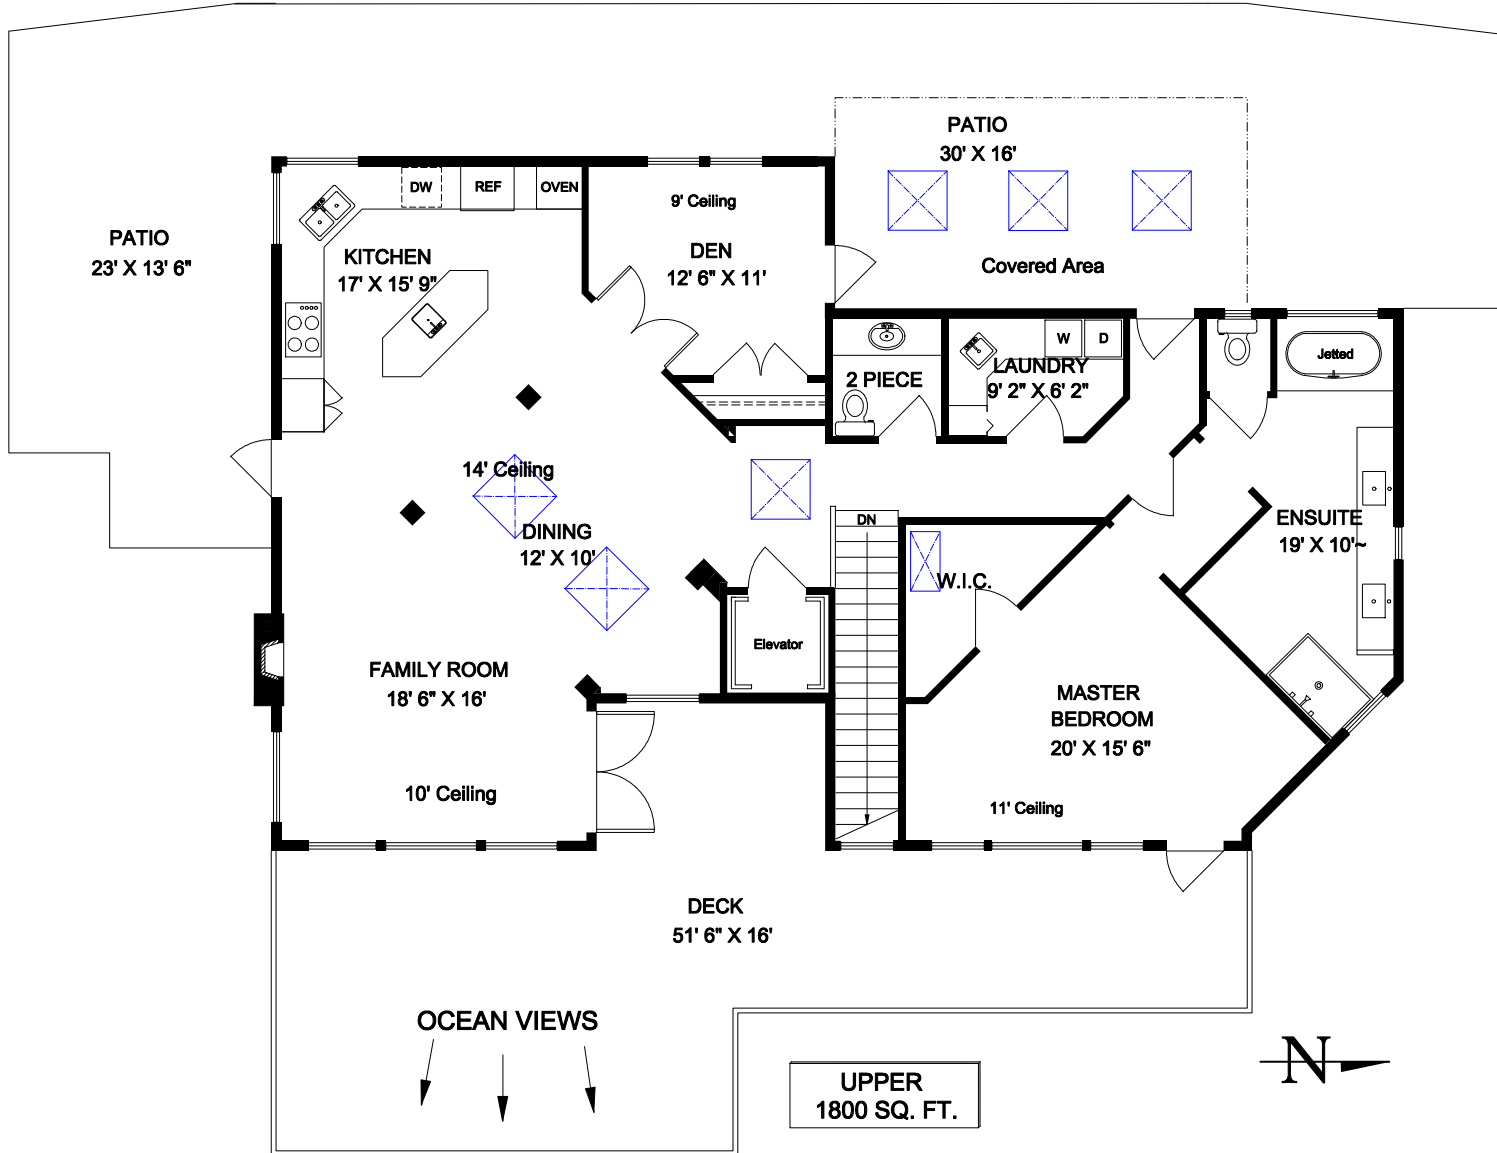 PATIO
30' X 16'
Covered Area
DW
REF
OVEN
9' Ceiling
DEN
12' 6" X 11'
PATIO
23' X 13' 6"
KITCHEN
17' X 15' 9"
W
D
LAUNDRY
9' 2" X 6' 2"
2 PIECE
Jetted
14' Ceiling
DINING
12' X 10'
DN
ENSUITE
19' X 10'~
W.I.C.
Elevator
FAMILY ROOM
18' 6" X 16'
MASTER
BEDROOM
20' X 15' 6"
10' Ceiling
11' Ceiling
DECK
51' 6" X 16'
OCEAN VIEWS
N
UPPER
1800 SQ. FT.